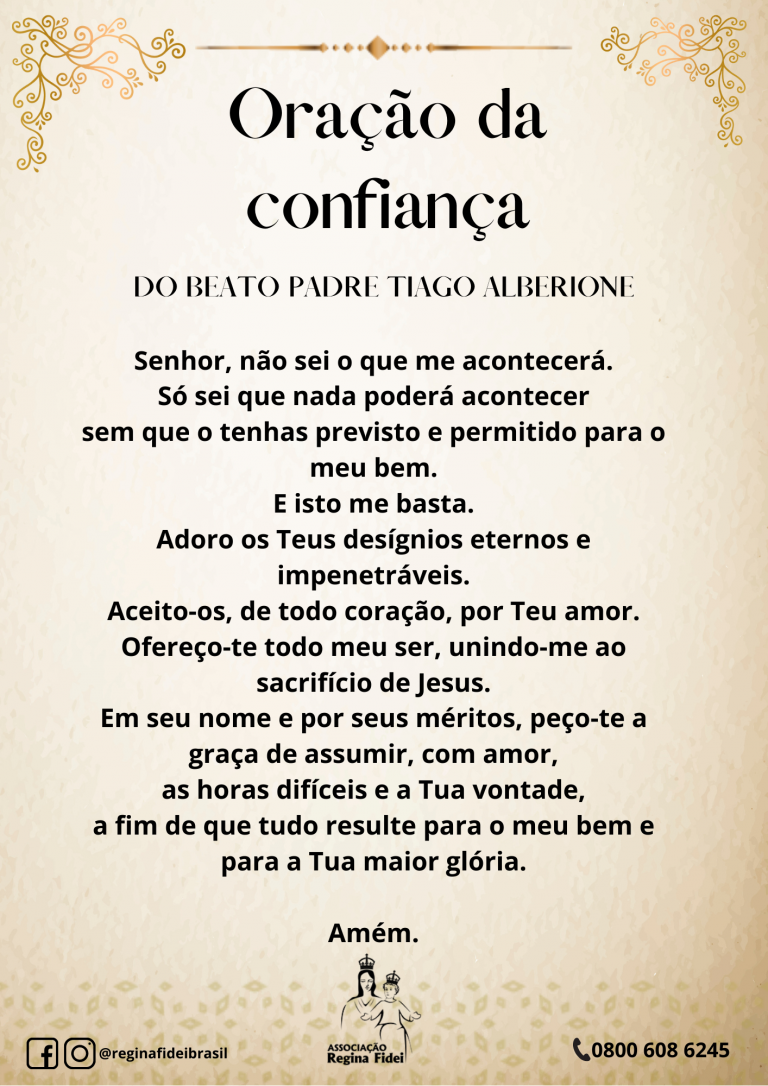 Oração da
confiança
DO BEATO PADRE TIAGO ALBERIONE
Senhor, não sei o que me acontecerá.
Só sei que nada poderá acontecer
sem que o tenhas previsto e permitido para o
meu bem.
E isto me basta.
Adoro os Teus desígnios eternos e
impenetráveis.
Aceito-os, de todo coração, por Teu amor.
Ofereço-te todo meu ser, unindo-me ao
sacrifício de Jesus.
Em seu nome e por seus méritos, peço-te a
graça de assumir, com amor,
as horas difíceis e a Tua vontade,
a fim de que tudo resulte para o meu bem e
para a Tua maior glória.
Amém.
@reginafideibrasil
ASSOCIAÇÃO
Regina Fidei
0800 608 6245